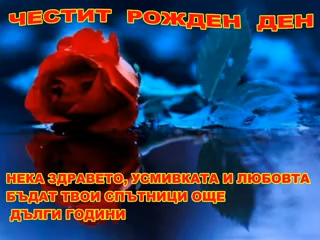 ЧЕСТИТ РОЖДЕН ДЕН
НЕКА ЗДРАВЕТО, УСМИВКАТА И ЛЮБОВТА
БЪДАТ ТВОИ СПЪТНИЦИ ОЩЕ
ДЪЛГИ ГОДИНИ